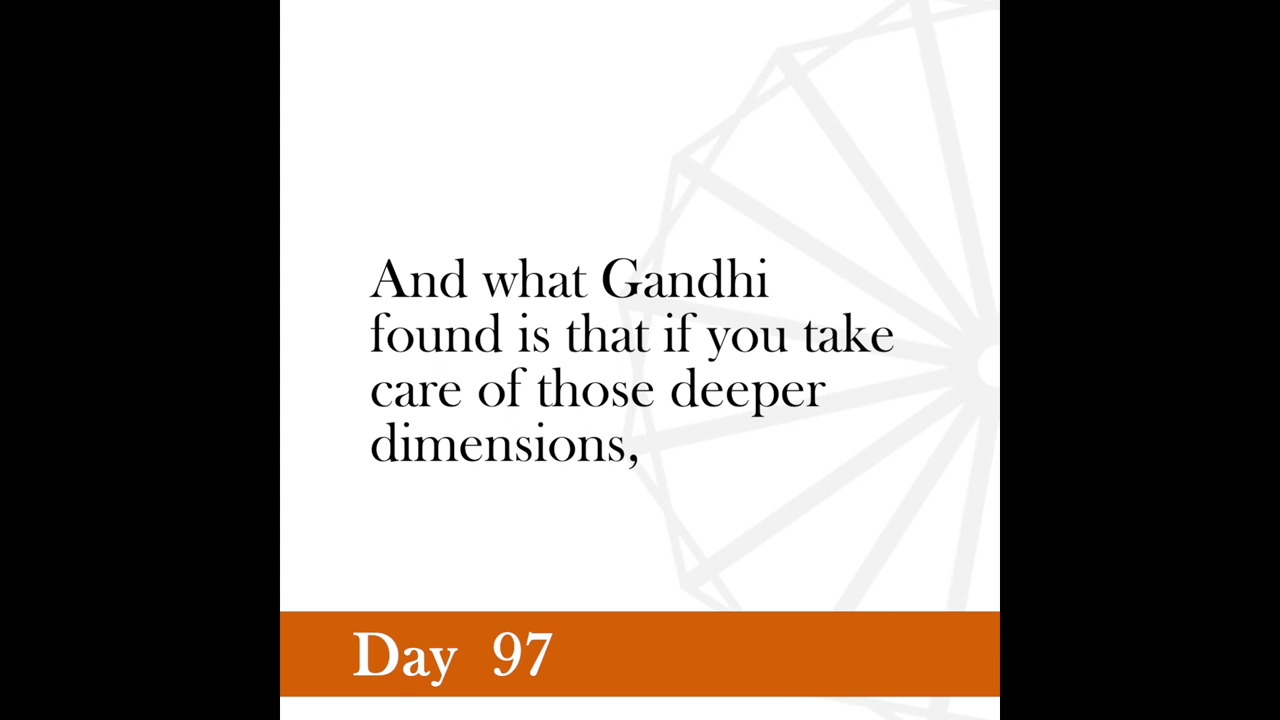 And what Gandhi
found is that if you take
care of those deeper
dimensions,
Day 97